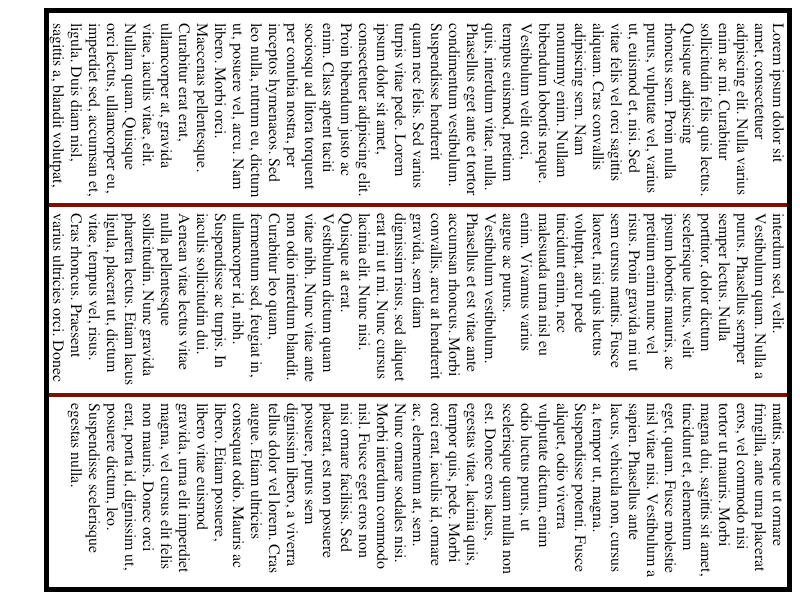 Lorem ipsum dolor sit
amet, consectetuer
adipiscing elit. Nulla varius
enim ac mi. Curabitur
sollicitudin felis quis lectus.
Quisque adipiscing
rhoncus sem. Proin nulla
purus, vulputate vel, varius
ut, euismod et, nisi. Sed
vitae felis vel orci sagittis
aliquam. Cras convallis
adipiscing sem. Nam
nonummy enim. Nullam
bibendum lobortis neque.
Vestibulum velit orci,
tempus euismod, pretium
quis, interdum vitae, nulla.
Phasellus eget ante et tortor
condimentum vestibulum.
Suspendisse hendrerit
quam nec felis. Sed varius
turpis vitae pede. Lorem
ipsum dolor sit amet,
consectetuer adipiscing elit.
Proin bibendum justo ac
enim. Class aptent taciti
sociosqu ad litora torquent
per conubia nostra, per
inceptos hymenaeos. Sed
leo nulla, rutrum eu, dictum
ut, posuere vel, arcu. Nam
libero. Morbi orci.
Maecenas pellentesque.
Curabitur erat erat,
ullamcorper at, gravida
vitae, iaculis vitae, elit.
Nullam quam. Quisque
orci lectus, ullamcorper eu,
imperdiet sed, accumsan et,
ligula. Duis diam nisl,
sagittis a, blandit volutpat,
interdum sed, velit.
Vestibulum quam. Nulla a
purus. Phasellus semper
semper lectus. Nulla
porttitor, dolor dictum
scelerisque luctus, velit
ipsum lobortis mauris, ac
pretium enim nunc vel
risus. Proin gravida mi ut
sem cursus mattis. Fusce
laoreet, nisi quis luctus
volutpat, arcu pede
tincidunt enim, nec
malesuada urna nisl eu
enim. Vivamus varius
augue ac purus.
Vestibulum vestibulum.
Phasellus et est vitae ante
accumsan rhoncus. Morbi
convallis, arcu at hendrerit
gravida, sem diam
dignissim risus, sed aliquet
erat mi ut mi. Nunc cursus
lacinia elit. Nunc nisi.
Quisque at erat.
Vestibulum dictum quam
vitae nibh. Nunc vitae ante
non odio interdum blandit.
Curabitur leo quam,
fermentum sed, feugiat in,
ullamcorper id, nibh.
Suspendisse ac turpis. In
iaculis sollicitudin dui.
Aenean vitae lectus vitae
nulla pellentesque
sollicitudin. Nunc gravida
pharetra lectus. Etiam lacus
ligula, placerat ut, dictum
vitae, tempus vel, risus.
Cras rhoncus. Praesent
varius ultricies orci. Donec
mattis, neque ut ornare
fringilla, ante urna placerat
eros, vel commodo nisi
tortor ut mauris. Morbi
magna dui, sagittis sit amet,
tincidunt et, elementum
eget, quam. Fusce molestie
nisl vitae nisi. Vestibulum a
sapien. Phasellus ante
lacus, vehicula non, cursus
a, tempor ut, magna.
Suspendisse potenti. Fusce
aliquet, odio viverra
vulputate dictum, enim
odio luctus purus, ut
scelerisque quam nulla non
est. Donec eros lacus,
egestas vitae, lacinia quis,
tempor quis, pede. Morbi
orci erat, iaculis id, ornare
ac, elementum at, sem.
Nunc ornare sodales nisi.
Morbi interdum commodo
nisl. Fusce eget eros non
nisi ornare facilisis. Sed
placerat, est non posuere
posuere, purus sem
dignissim libero, a viverra
tellus dolor vel lorem. Cras
augue. Etiam ultricies
consequat odio. Mauris ac
libero. Etiam posuere,
libero vitae euismod
gravida, urna elit imperdiet
magna, vel cursus elit felis
non mauris. Donec orci
erat, porta id, dignissim ut,
posuere dictum, leo.
Suspendisse scelerisque
egestas nulla.